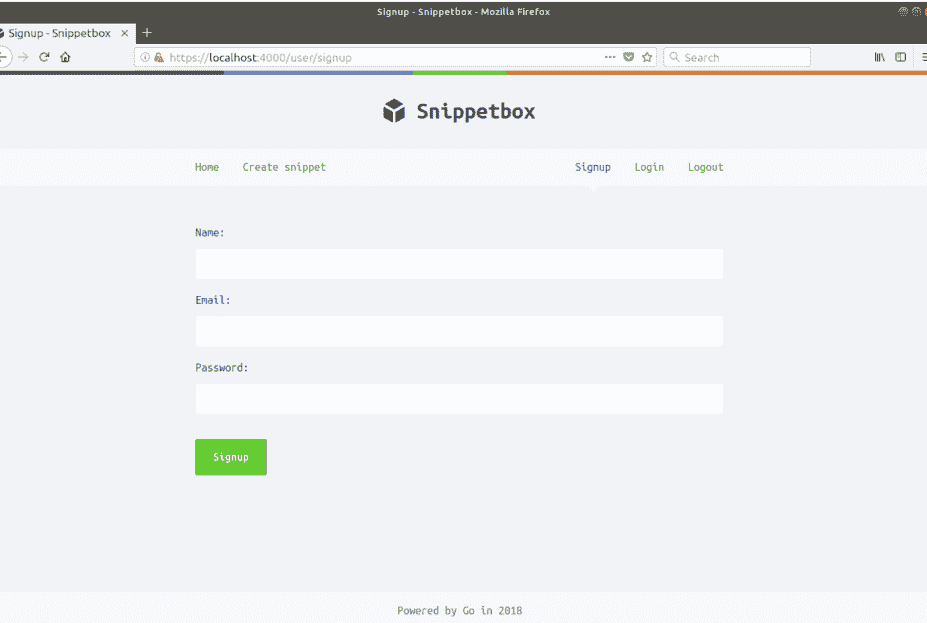 Signup - Snippetbox - Mozilla Firefox
Signup - Snippetbox
https://localhost:4000/user/signup
Search
Snippetbox
Home Create snippet Signup Login Logout
Name:
Email:
Password:
Signup
Powered by Go in 2018